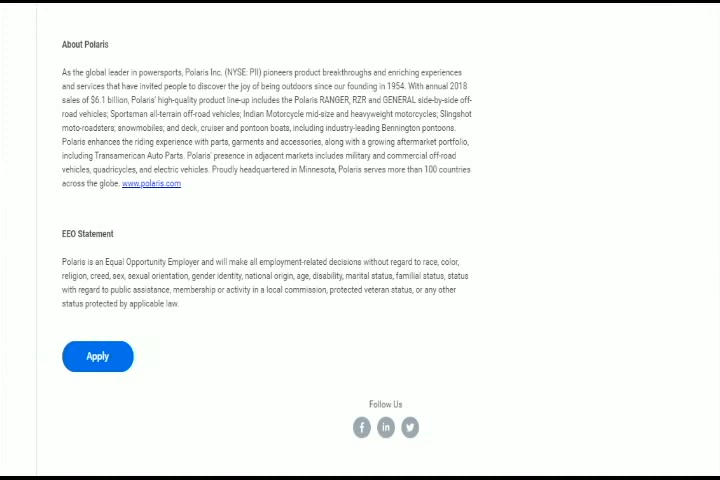 About Polaris
As the global leader in powersports, Polaris Inc. (NYSE: PII) pioneers product breakthroughs and enriching experiences
and services that have invited people to discover the joy of being outdoors since our founding in 1954. With annual 2018
sales of $6.1 billion, Polaris' high-quality product line-up includes the Polaris RANGER, RZR and GENERAL side-by-side off-
road vehicles; Sportsman all-terrain off-road vehicles; Indian Motorcycle mid-size and heavyweight motorcycles; Slingshot
moto-roadsters; snowmobiles; and deck, cruiser and pontoon boats, including industry-leading Bennington pontoons.
Polaris enhances the riding experience with parts, garments and accessories, along with a growing aftermarket portfolio,
including Transamerican Auto Parts. Polaris' presence in adjacent markets includes military and commercial off-road
vehicles, quadricycles, and electric vehicles. Proudly headquartered in Minnesota, Polaris serves more than 100 countries
across the globe. www.polaris.com
EEO Statement
Polaris is an Equal Opportunity Employer and will make all employment-related decisions without regard to race, color,
religion, creed, sex, sexual orientation, gender identity, national origin, age, disability, marital status, familial status, status
with regard to public assistance, membership or activity in a local commission, protected veteran status, or any other
status protected by applicable law.
Apply
Follow Us